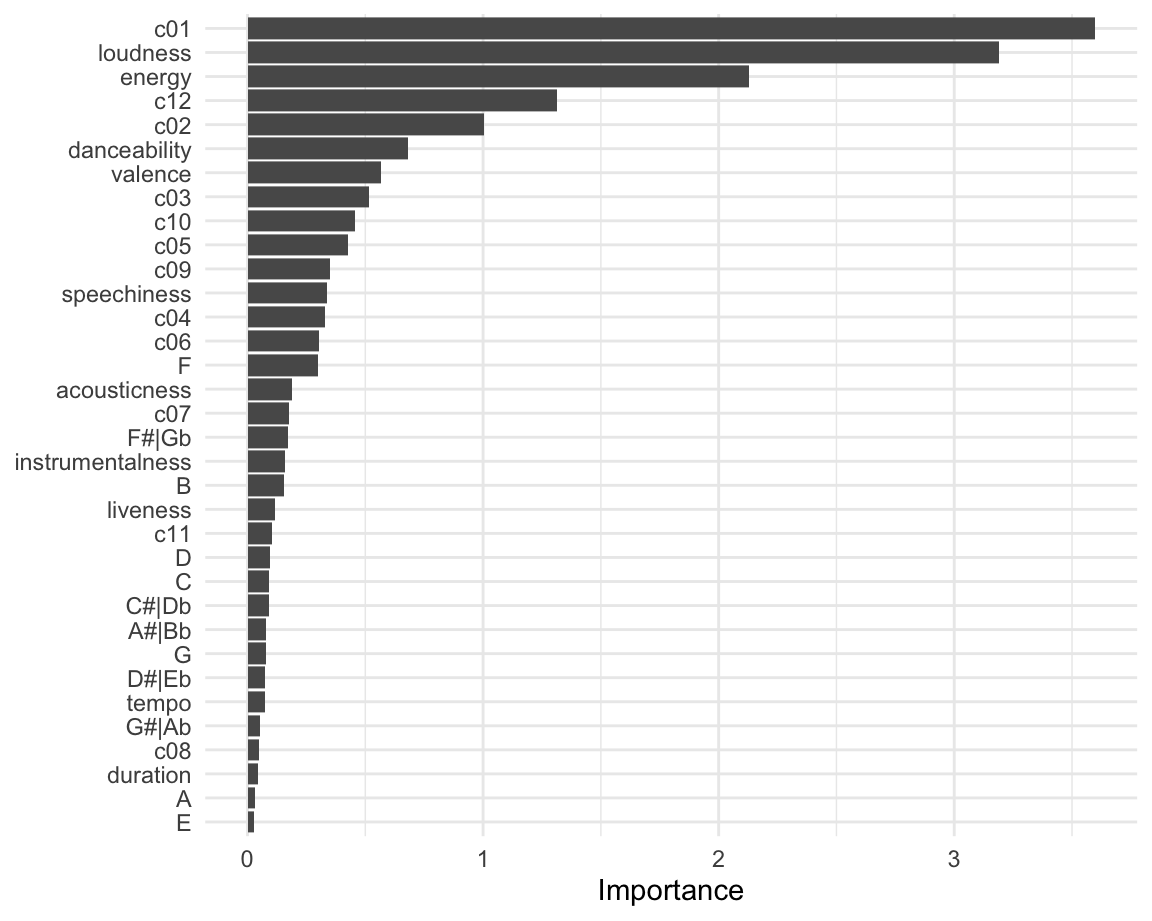 c01
loudness
energy
c12
c02
danceability
valence
c03
c10
c05
c09
speechiness
c04
c06
F
acousticness
c07
F#|Gb
instrumentalness
B
liveness
c11
D
C
C#|Db
A#|Bb
G
D#|Eb
tempo
G#|Ab
c08
duration
A
E
0 1 2 3
Importance